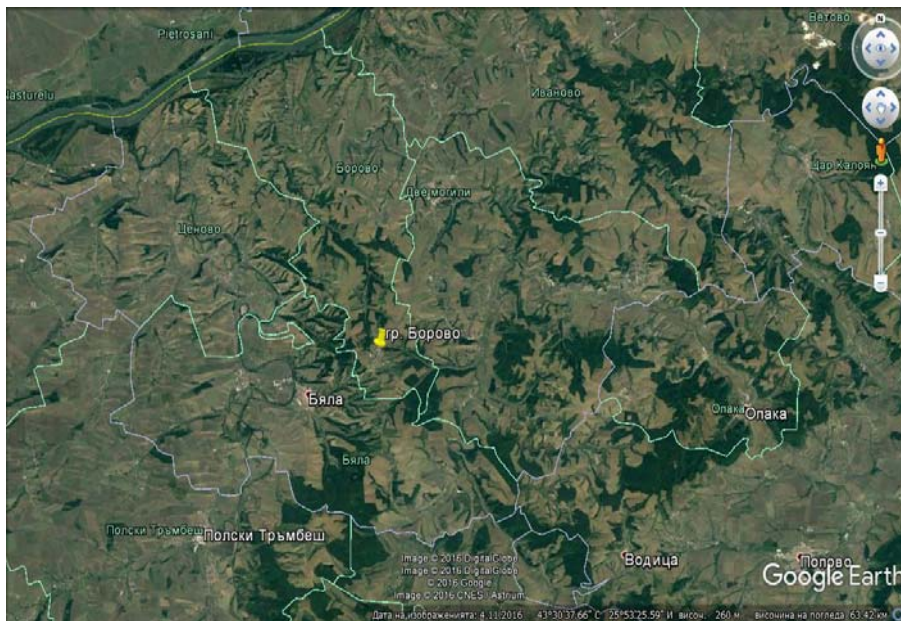 Ветово
N
Pietroșani
Nasturelu
Иваново
Борово
Цар Калоян
Две могили
Ценово
гр. Борово
Бяла
Опака
Опака
Бяла
Полски Тръмбеш
Полски Тръмбеш
Водица
Попово
Image © 2016 DigitalGlobe
Image © 2016 DigitalGlobe
© 2016 Google
Image © 2016 CNES / Astrium
Google Earth
Дата на изображенията: 4.11.2016 43°30'37.66" С 25°53'25.59" И височ. 260 м височина на погледа 63.42 км